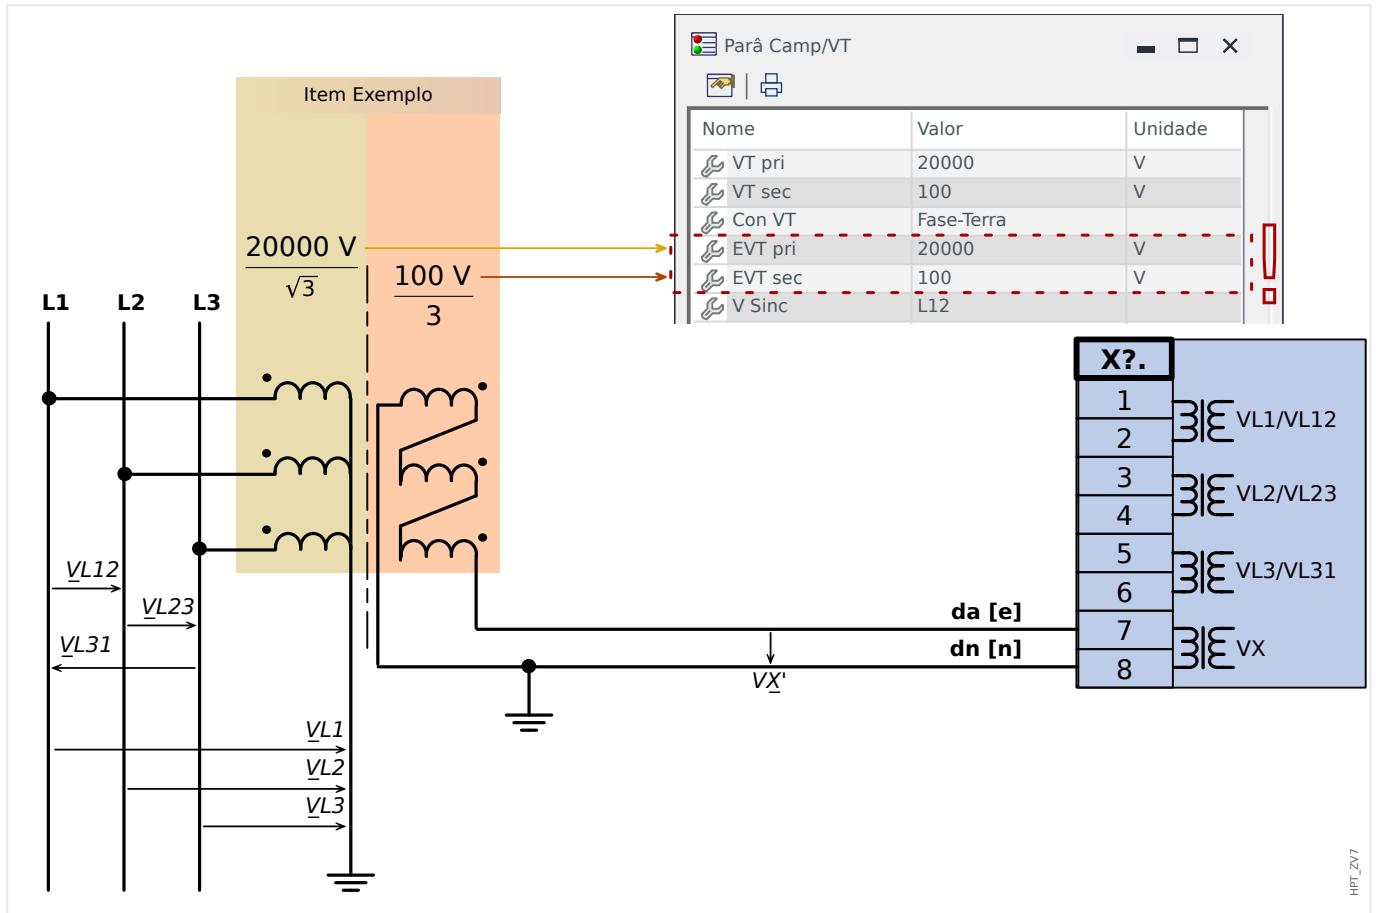 Parâ Camp/VT
Item Exemplo
Nome Valor Unidade
VT pri 20000 V
VT sec 100 V
Con VT Fase-Terra
EVT pri 20000 V
EVT sec 100 V
V Sinc L12
20000 V
√3
100 V
3
L1 L2 L3
X?.
1
2
3
4
5
6
7
8
VL1/VL12
VL2/VL23
VL3/VL31
VX
VL12
VL23
VL31
da [e]
dn [n]
VX'
VL1
VL2
VL3
HPT_ZV7